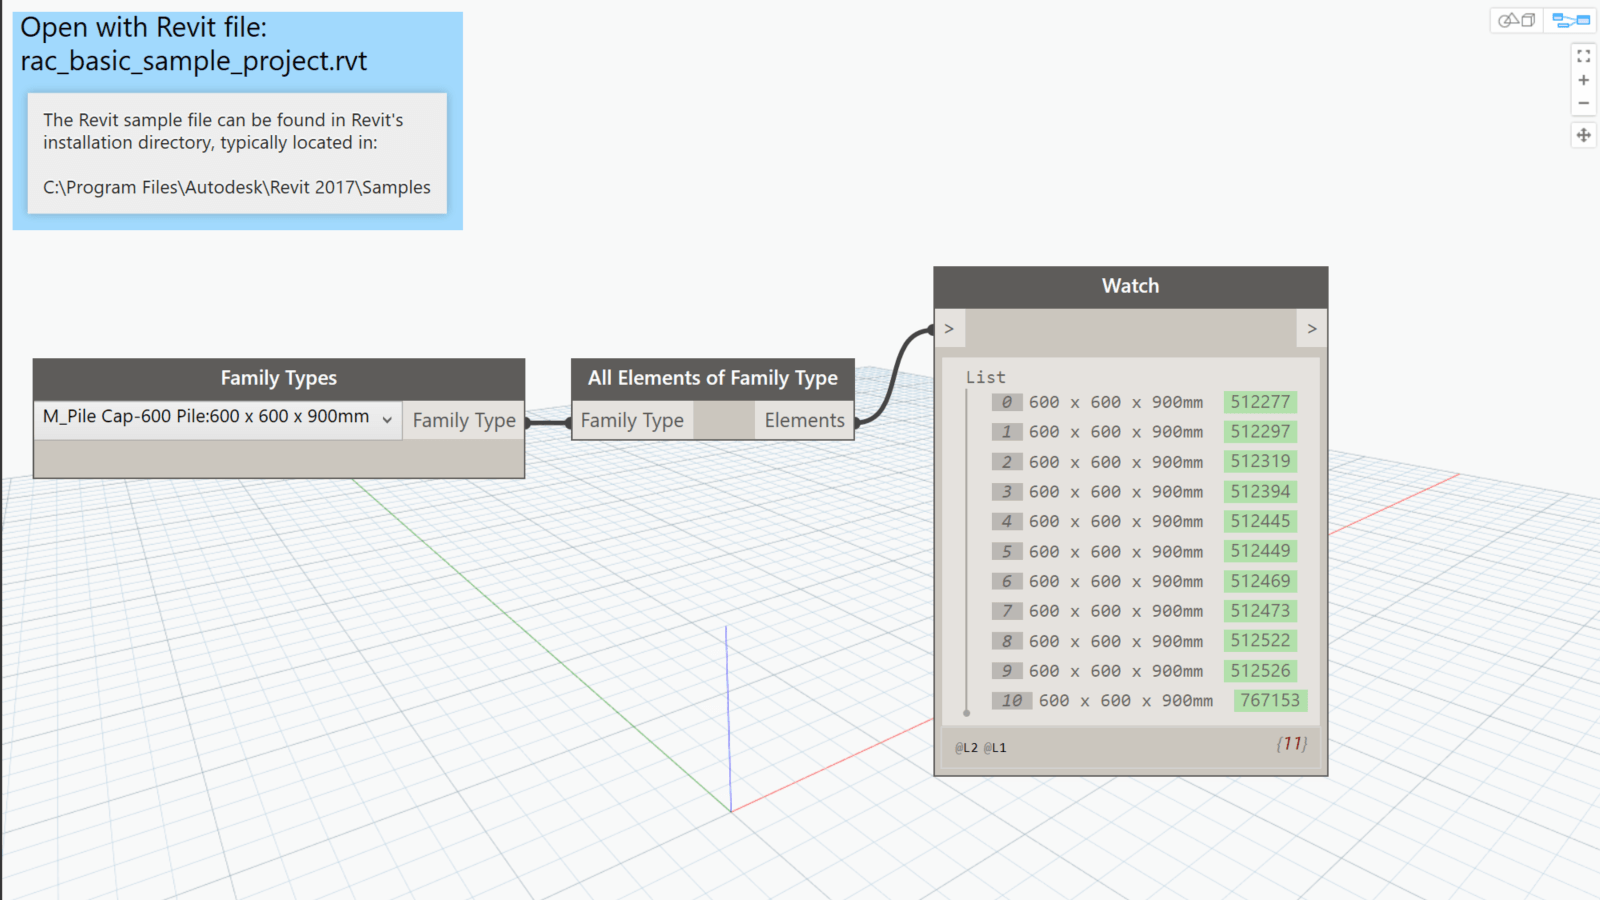 Open with Revit file:
rac_basic_sample_project.rvt
The Revit sample file can be found in Revit's
installation directory, typically located in:
C:\Program Files\Autodesk\Revit 2017\Samples
Family Types
M_Pile Cap-600 Pile:600 x 600 x 900mm
Family Type
All Elements of Family Type
Family Type
Elements
Watch
>
>
List
0 600 x 600 x 900mm 512277
1 600 x 600 x 900mm 512297
2 600 x 600 x 900mm 512319
3 600 x 600 x 900mm 512394
4 600 x 600 x 900mm 512445
5 600 x 600 x 900mm 512449
6 600 x 600 x 900mm 512469
7 600 x 600 x 900mm 512473
8 600 x 600 x 900mm 512522
9 600 x 600 x 900mm 512526
10 600 x 600 x 900mm 767153
@L2 @L1
{11}